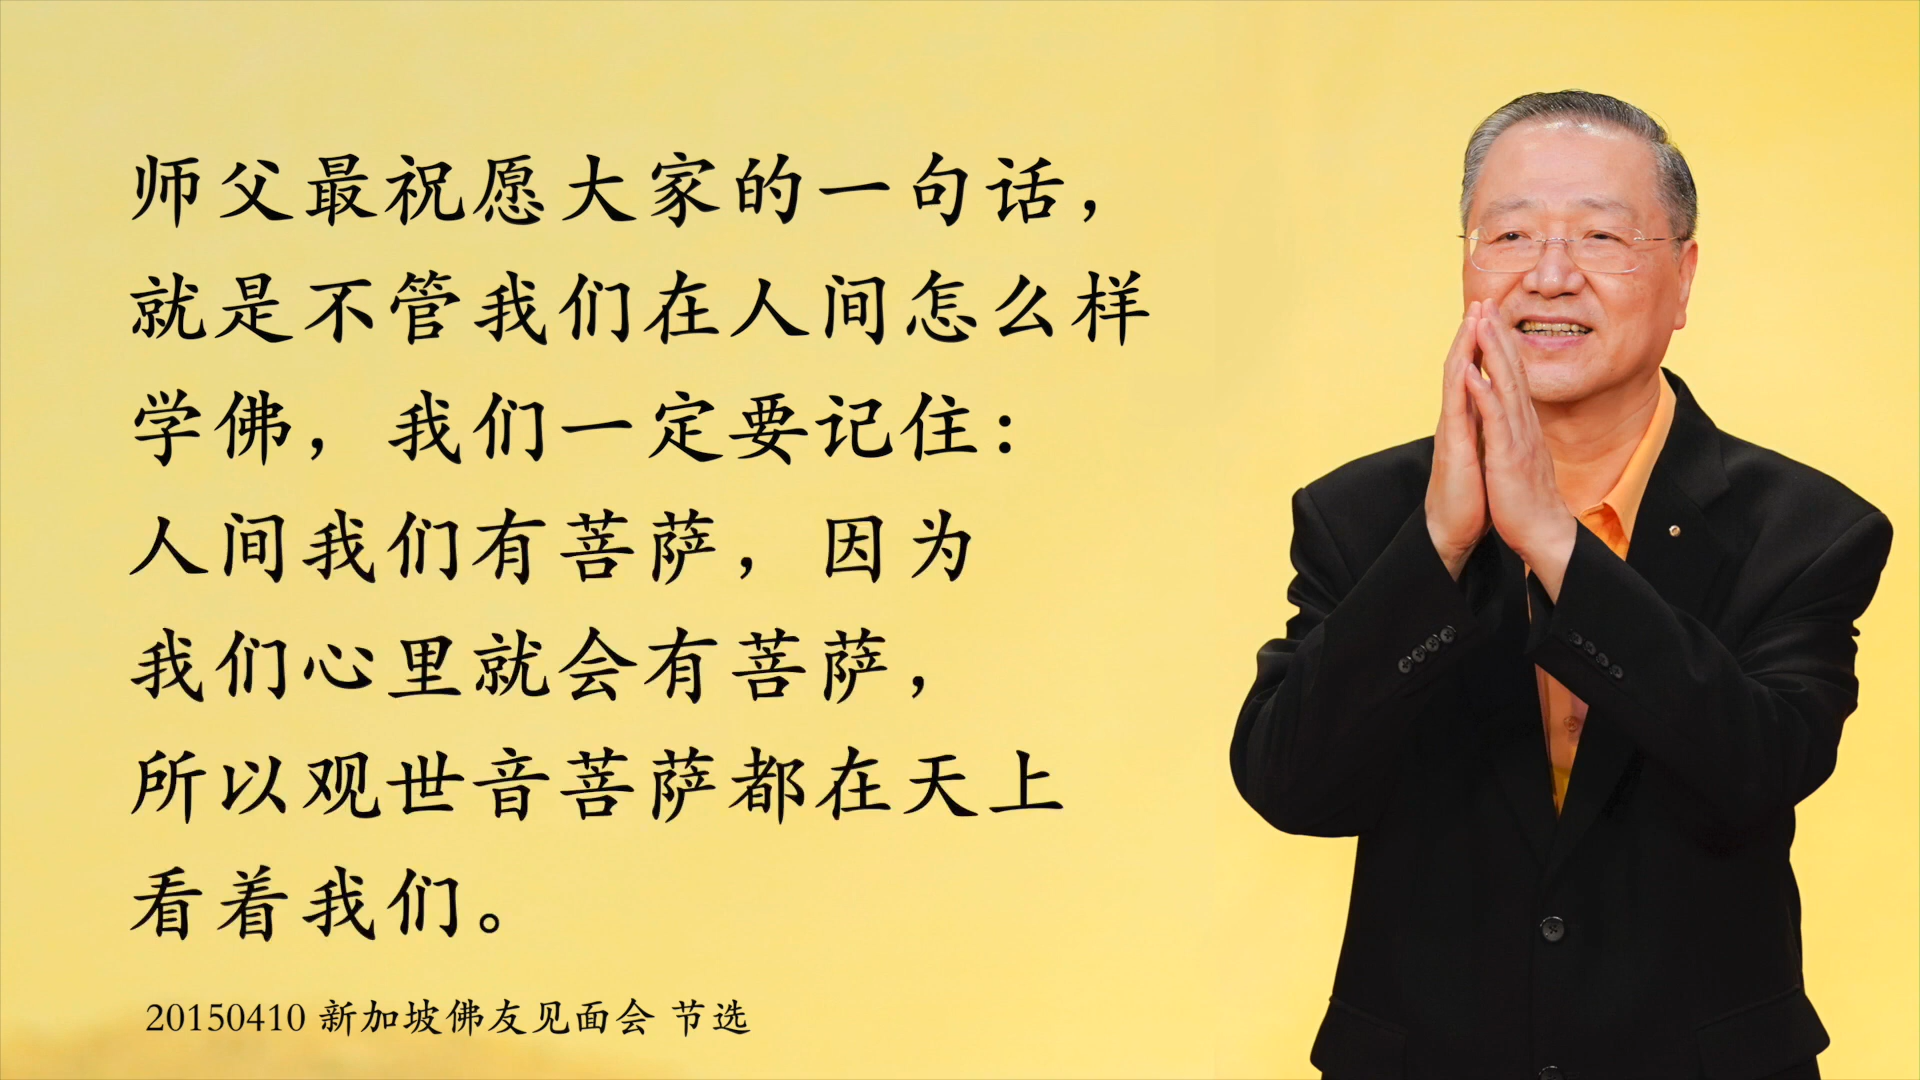 师父最祝愿大家的一句话，
就是不管我们在人间怎么样
学佛，我们一定要记住：
人间我们有菩萨，因为
我们心里就会有菩萨，
所以观世音菩萨都在天上
看着我们。
20150410 新加坡佛友见面会 节选